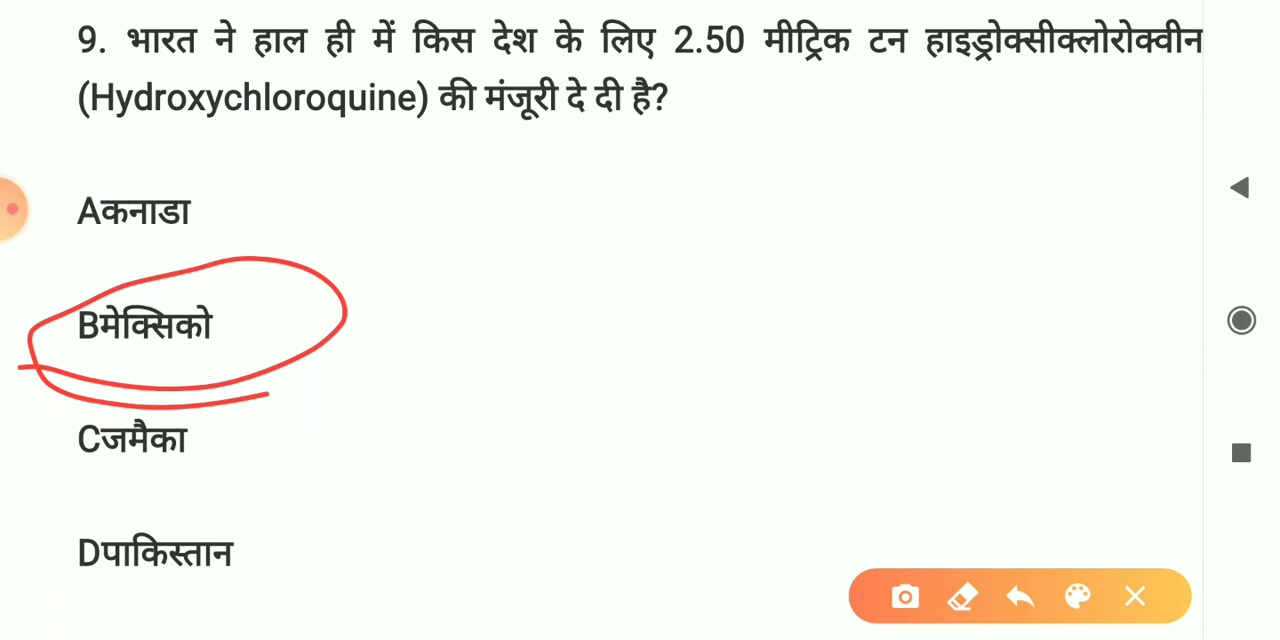 9. भारत ने हाल ही में किस देश के लिए 2.50 मीट्रिक टन हाइड्रोक्सीक्लोरोक्वीन
(Hydroxychloroquine) की मंजूरी दे दी है?
Aकनाडा
Bमेक्सिको
Cजमैका
Dपाकिस्तान